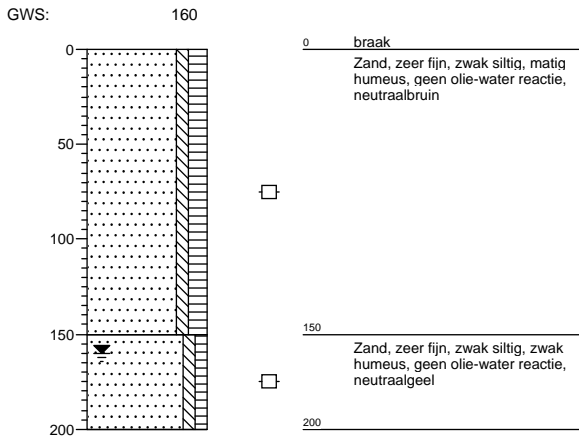 GWS: 160
0
50
100
150
200
0 braak
Zand, zeer fijn, zwak siltig, matig
humeus, geen olie-water reactie,
neutraalbruin
150
Zand, zeer fijn, zwak siltig, zwak
humeus, geen olie-water reactie,
neutraalgeel
200